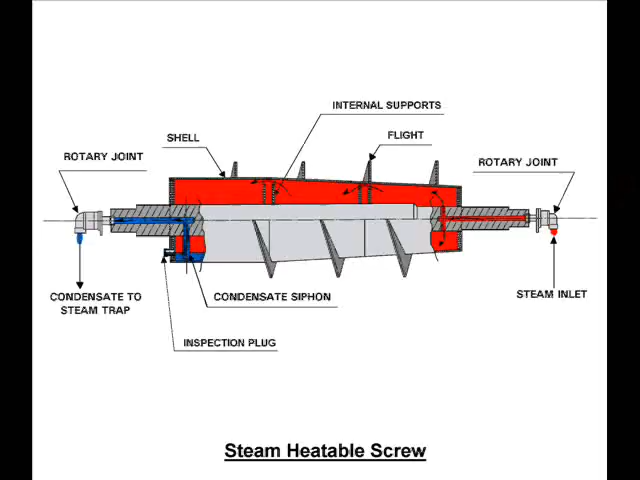 INTERNAL SUPPORTS
FLIGHT
SHELL
ROTARY JOINT
ROTARY JOINT
CONDENSATE TO
STEAM TRAP
CONDENSATE SIPHON
STEAM INLET
INSPECTION PLUG
Steam Heatable Screw